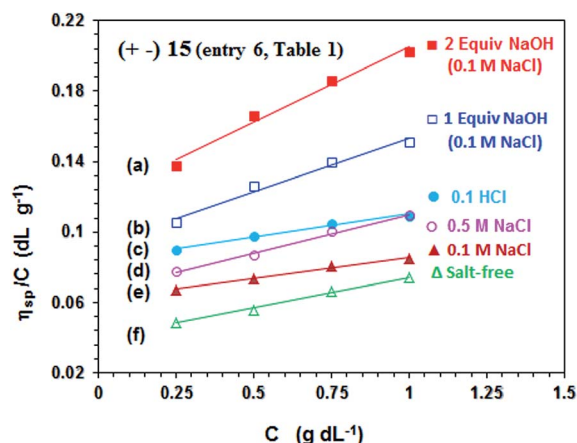 (+ -) 15 (entry 6, Table 1)
2 Equiv NaOH
(0.1 M NaCl)
1 Equiv NaOH
(0.1 M NaCl)
0.1 HCl
0.5 M NaCl
0.1 M NaCl
Δ Salt-free
(a)
(b)
(c)
(d)
(e)
(f)
0.22
0.18
0.14
0.1
0.06
0.02
0
0.25
0.5
0.75
1
1.25
1.5
ηsp/C (dL g-1)
C (g dL-1)